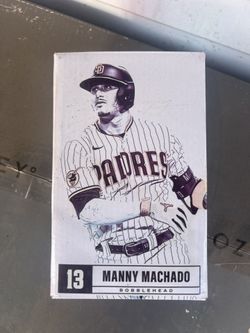 SD
PADRES
13
MANNY MACHADO
BOBBLEHEAD